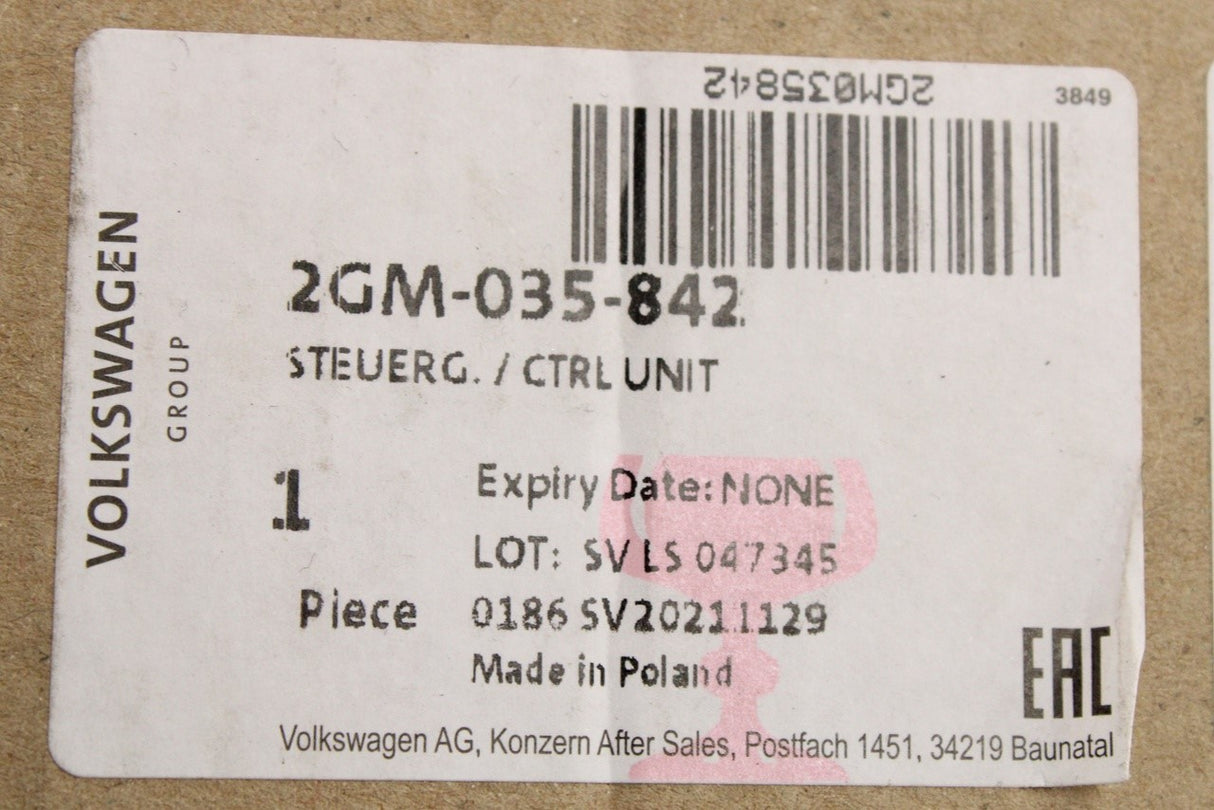 2GM035842
3849
2GM-035-842
STEUERG. / CTRL UNIT
VOLKSWAGEN
GROUP
1
Piece
Expiry Date: NONE
LOT: SV LS 047345
0186 SV20211129
Made in Poland
EAC
Volkswagen AG, Konzern After Sales, Postfach 1451, 34219 Baunatal